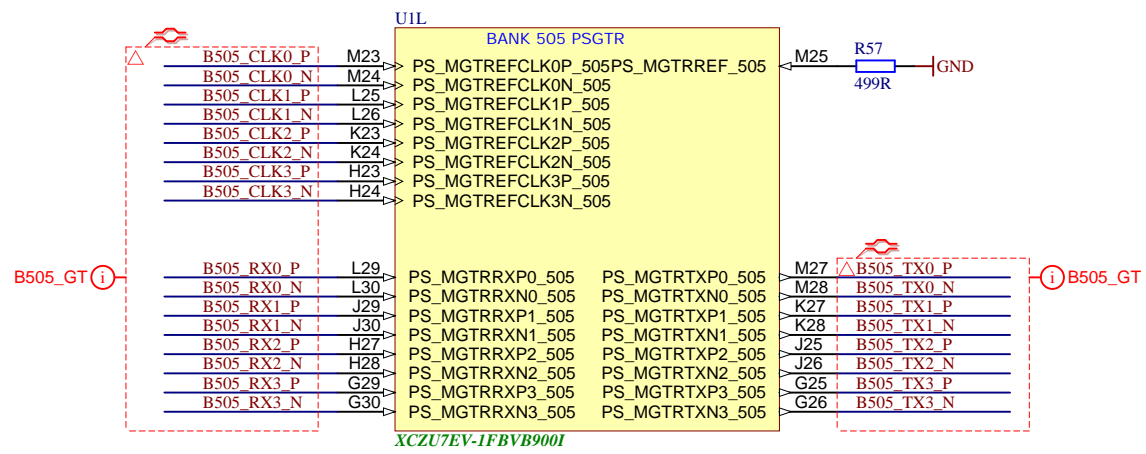 U1L
BANK 505 PSGTR
B505_CLK0_P M23 PS_MGTREFCLK0P_505 PS_MGTRREF_505 M25 R57 GND
499R
B505_CLK0_N M24 PS_MGTREFCLK0N_505
B505_CLK1_P L25 PS_MGTREFCLK1P_505
B505_CLK1_N L26 PS_MGTREFCLK1N_505
B505_CLK2_P K23 PS_MGTREFCLK2P_505
B505_CLK2_N K24 PS_MGTREFCLK2N_505
B505_CLK3_P H23 PS_MGTREFCLK3P_505
B505_CLK3_N H24 PS_MGTREFCLK3N_505
B505_GT i
B505_RX0_P L29 PS_MGTRRXP0_505 PS_MGTRTXP0_505 M27 B505_TX0_P
i B505_GT
B505_RX0_N L30 PS_MGTRRXN0_505 PS_MGTRTXN0_505 M28 B505_TX0_N
B505_RX1_P J29 PS_MGTRRXP1_505 PS_MGTRTXP1_505 K27 B505_TX1_P
B505_RX1_N J30 PS_MGTRRXN1_505 PS_MGTRTXN1_505 K28 B505_TX1_N
B505_RX2_P H27 PS_MGTRRXP2_505 PS_MGTRTXP2_505 J25 B505_TX2_P
B505_RX2_N H28 PS_MGTRRXN2_505 PS_MGTRTXN2_505 J26 B505_TX2_N
B505_RX3_P G29 PS_MGTRRXP3_505 PS_MGTRTXP3_505 G25 B505_TX3_P
B505_RX3_N G30 PS_MGTRRXN3_505 PS_MGTRTXN3_505 G26 B505_TX3_N
XCZU7EV-1FBVB900I